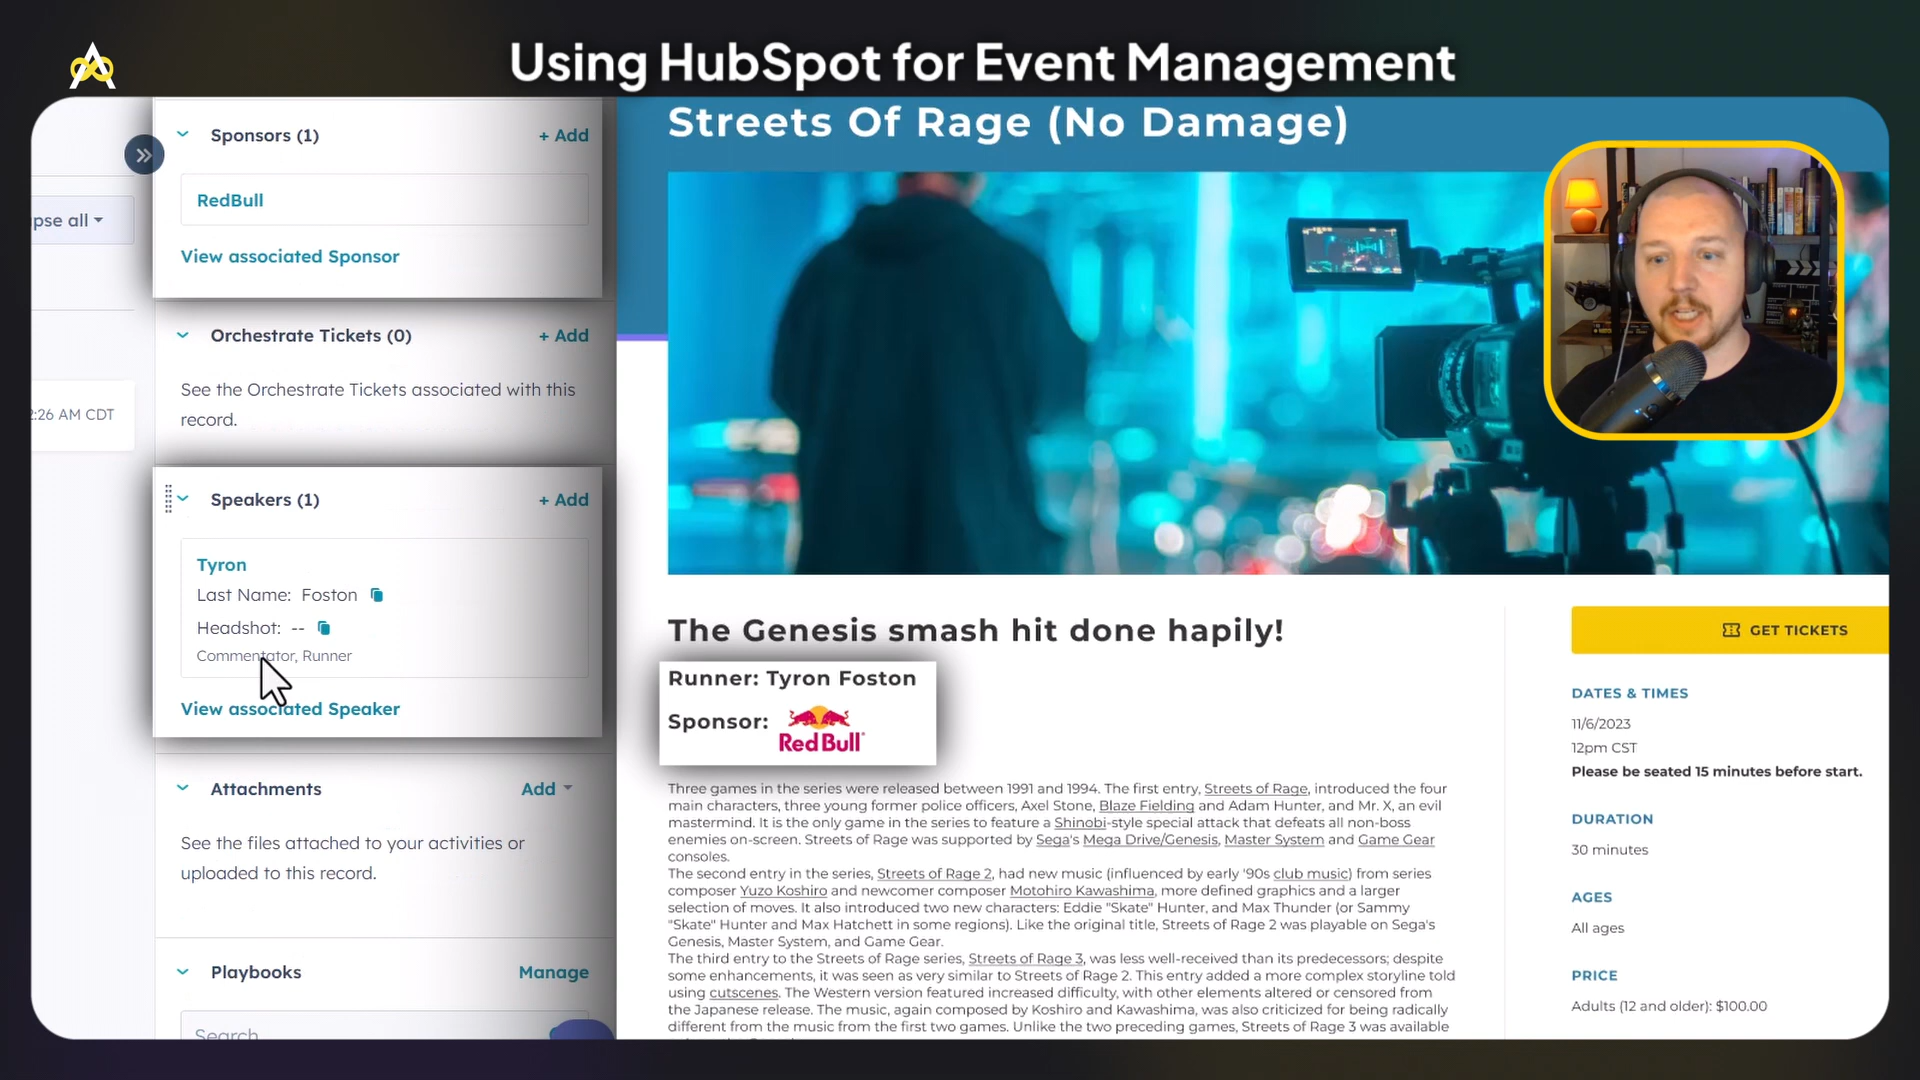 Using HubSpot for Event Management
Sponsors (1)
+ Add
RedBull
View associated Sponsor
pse all
Orchestrate Tickets (0)
+ Add
See the Orchestrate Tickets associated with this
record.
2:26 AM CDT
Speakers (1)
+ Add
Tyron
Last Name: Foston
Headshot: --
Commentator, Runner
View associated Speaker
Attachments
Add
See the files attached to your activities or
uploaded to this record.
Playbooks
Manage
Search
Streets Of Rage (No Damage)
The Genesis smash hit done hapily!
Runner: Tyron Foston
Sponsor: Red Bull
Three games in the series were released between 1991 and 1994. The first entry, Streets of Rage, introduced the four
main characters, three young former police officers, Axel Stone, Blaze Fielding and Adam Hunter, and Mr. X, an evil
mastermind. It is the only game in the series to feature a Shinobi-style special attack that defeats all non-boss
enemies on-screen. Streets of Rage was supported by Sega's Mega Drive/Genesis, Master System and Game Gear
consoles.
The second entry in the series, Streets of Rage 2, had new music (influenced by early '90s club music) from series
composer Yuzo Koshiro and newcomer composer Motohiro Kawashima, more defined graphics and a larger
selection of moves. It also introduced two new characters: Eddie "Skate" Hunter, and Max Thunder (or Sammy
"Skate" Hunter and Max Hatchett in some regions). Like the original title, Streets of Rage 2 was playable on Sega's
Genesis, Master System, and Game Gear.
The third entry to the Streets of Rage series, Streets of Rage 3, was less well-received than its predecessors; despite
some enhancements, it was seen as very similar to Streets of Rage 2. This entry added a more complex storyline told
using cutscenes. The Western version featured increased difficulty, with other elements altered or censored from
the Japanese release. The music, again composed by Koshiro and Kawashima, was also criticized for being radically
different from the music from the first two games. Unlike the two preceding games, Streets of Rage 3 was available
GET TICKETS
DATES & TIMES
11/6/2023
12pm CST
Please be seated 15 minutes before start.
DURATION
30 minutes
AGES
All ages
PRICE
Adults (12 and older): $100.00